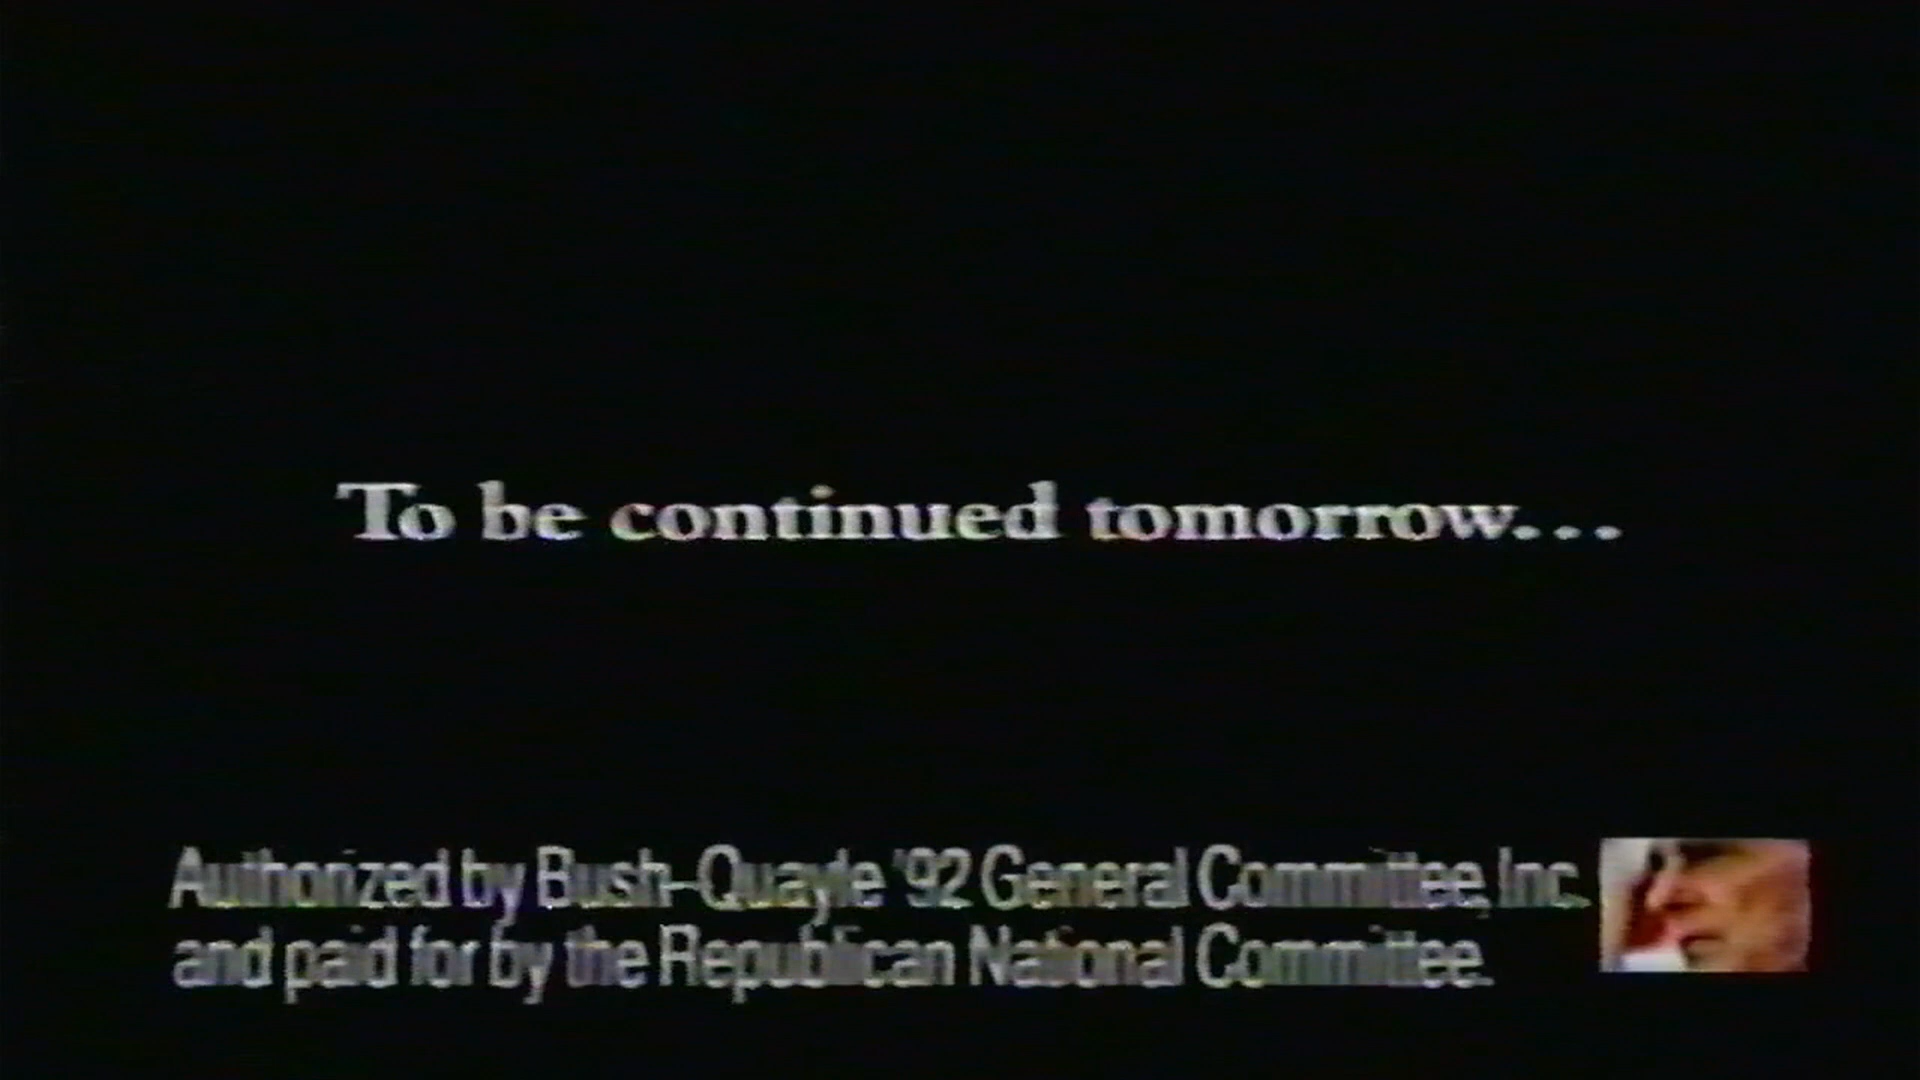 To be continued tomorrow...
Authorized by Bush-Quayle '92 General Committee, Inc.
and paid for by the Republican National Committee.